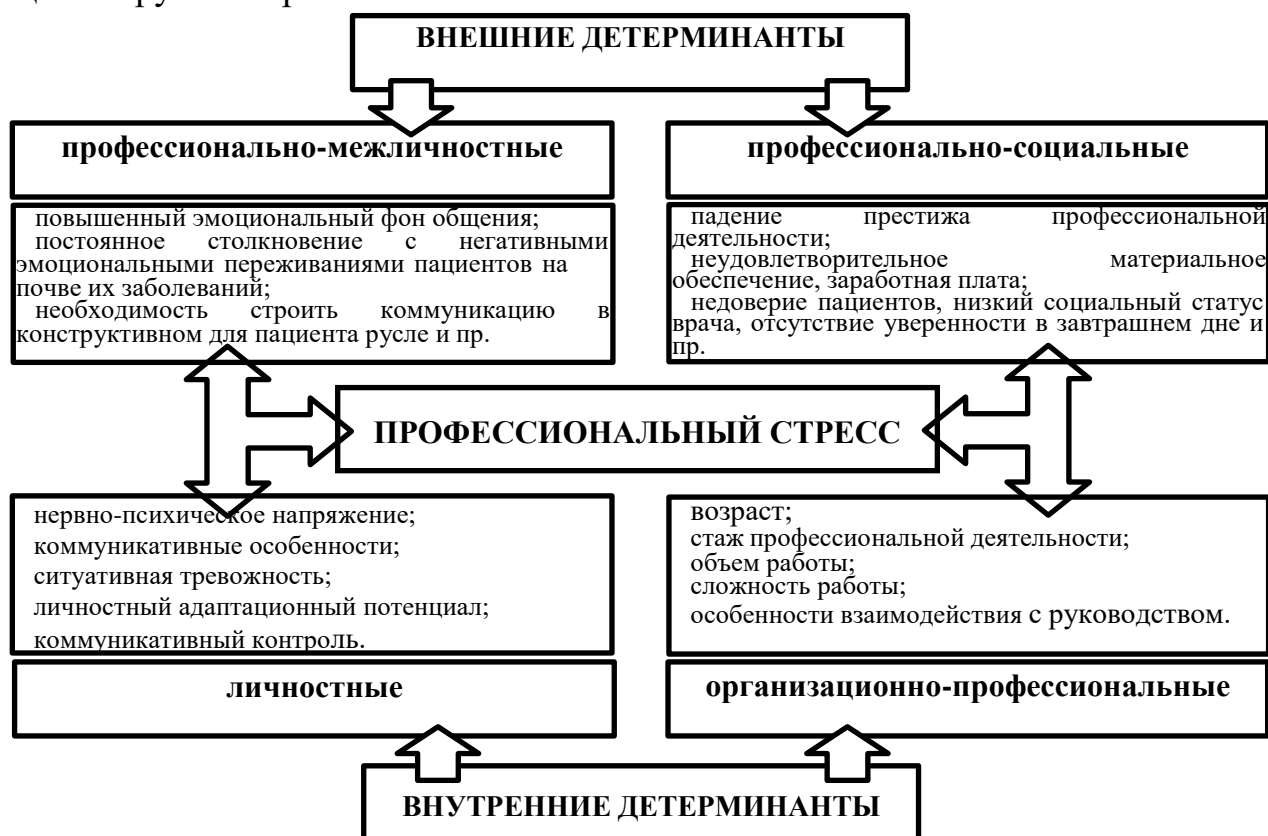 ВНЕШНИЕ ДЕТЕРМИНАНТЫ
профессионально-межличностные
повышенный эмоциональный фон общения;
постоянное столкновение с негативными
эмоциональными переживаниями пациентов на
почве их заболеваний;
необходимость строить коммуникацию в
конструктивном для пациента русле и пр.
профессионально-социальные
падение престижа профессиональной
деятельности;
неудовлетворительное материальное
обеспечение, заработная плата;
недоверие пациентов, низкий социальный статус
врача, отсутствие уверенности в завтрашнем дне и
пр.
ПРОФЕССИОНАЛЬНЫЙ СТРЕСС
нервно-психическое напряжение;
коммуникативные особенности;
ситуативная тревожность;
личностный адаптационный потенциал;
коммуникативный контроль.
личностные
возраст;
стаж профессиональной деятельности;
объем работы;
сложность работы;
особенности взаимодействия с руководством.
организационно-профессиональные
ВНУТРЕННИЕ ДЕТЕРМИНАНТЫ